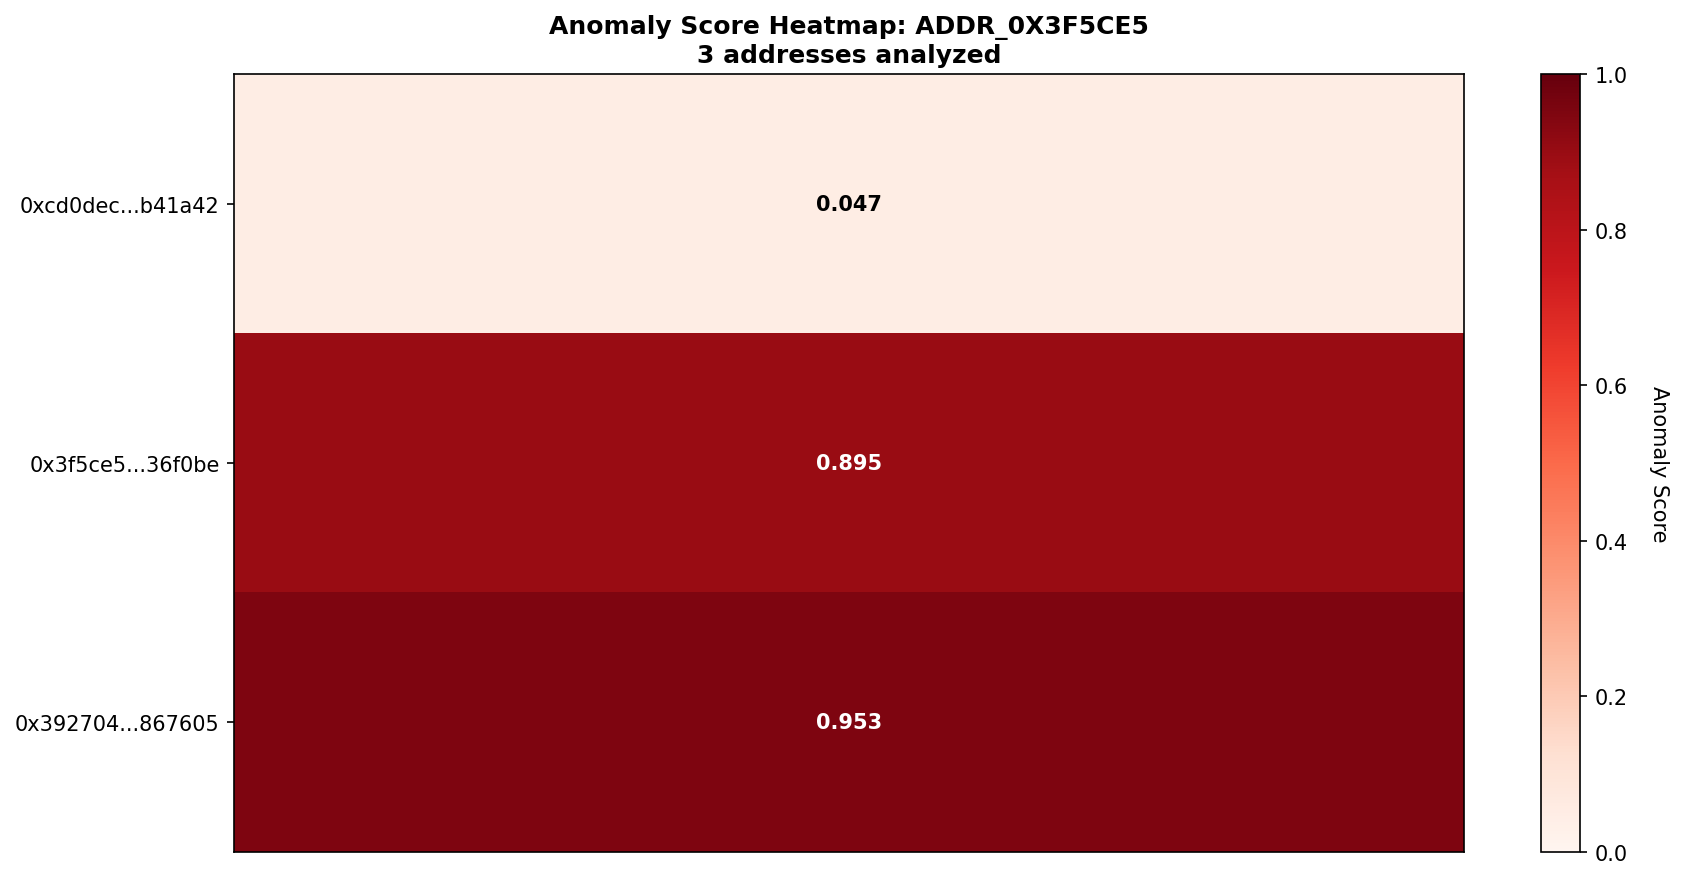 Anomaly Score Heatmap: ADDR_0X3F5CE5
3 addresses analyzed
0xcd0dec...b41a42
0.047
0x3f5ce5...36f0be
0.895
0x392704...867605
0.953
1.0
0.8
0.6
0.4
0.2
0.0
Anomaly Score